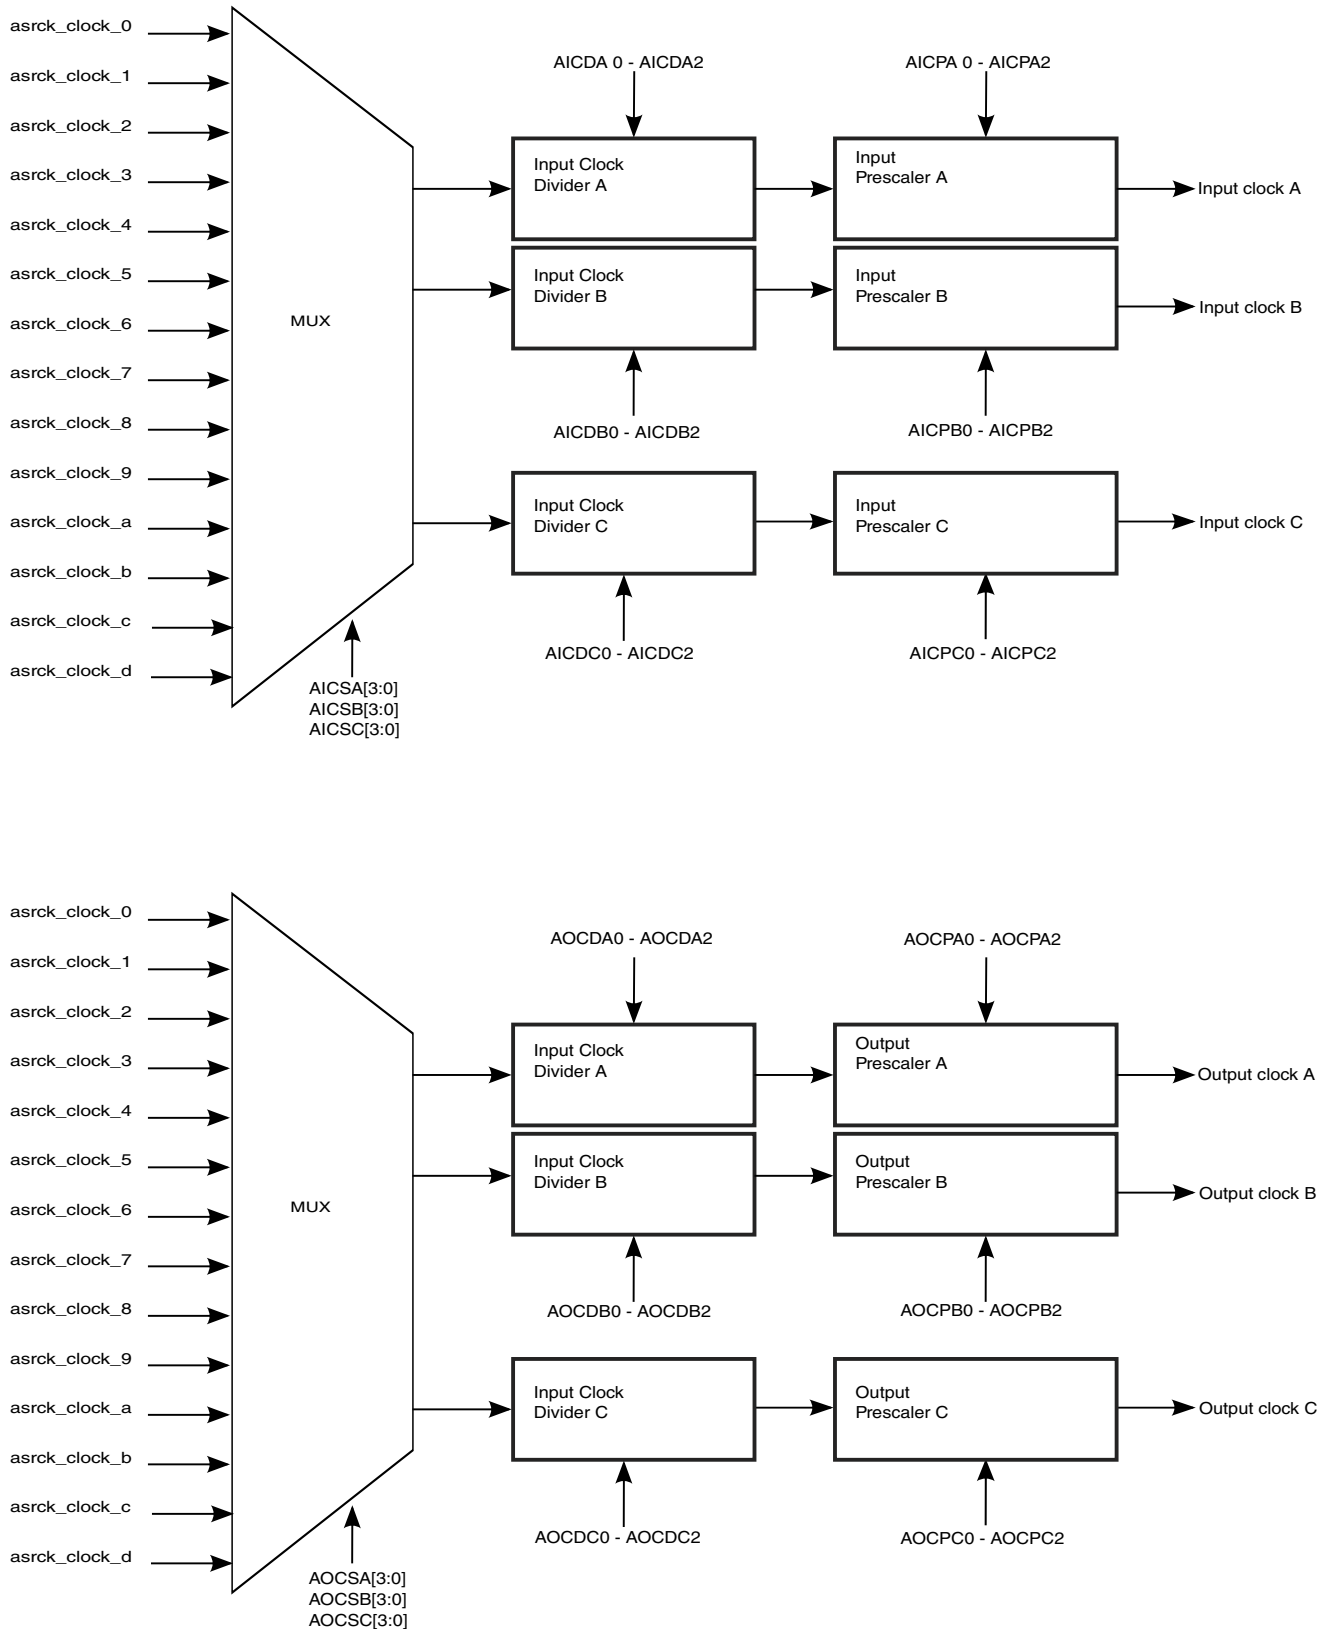 asrck_clock_0
asrck_clock_1
asrck_clock_2
asrck_clock_3
asrck_clock_4
asrck_clock_5
asrck_clock_6
asrck_clock_7
asrck_clock_8
asrck_clock_9
asrck_clock_a
asrck_clock_b
asrck_clock_c
asrck_clock_d
MUX
AICSA[3:0]
AICSB[3:0]
AICSC[3:0]
AICDA 0 - AICDA2
AICPA 0 - AICPA2
Input Clock
Divider A
Input
Prescaler A
Input clock A
Input Clock
Divider B
Input
Prescaler B
Input clock B
AICDB0 - AICDB2
AICPB0 - AICPB2
Input Clock
Divider C
Input
Prescaler C
Input clock C
AICDC0 - AICDC2
AICPC0 - AICPC2
asrck_clock_0
asrck_clock_1
asrck_clock_2
asrck_clock_3
asrck_clock_4
asrck_clock_5
asrck_clock_6
asrck_clock_7
asrck_clock_8
asrck_clock_9
asrck_clock_a
asrck_clock_b
asrck_clock_c
asrck_clock_d
MUX
AOCSA[3:0]
AOCSB[3:0]
AOCSC[3:0]
AOCDA0 - AOCDA2
AOCPA0 - AOCPA2
Input Clock
Divider A
Output
Prescaler A
Output clock A
Input Clock
Divider B
Output
Prescaler B
Output clock B
AOCDB0 - AOCDB2
AOCPB0 - AOCPB2
Input Clock
Divider C
Output
Prescaler C
Output clock C
AOCDC0 - AOCDC2
AOCPC0 - AOCPC2